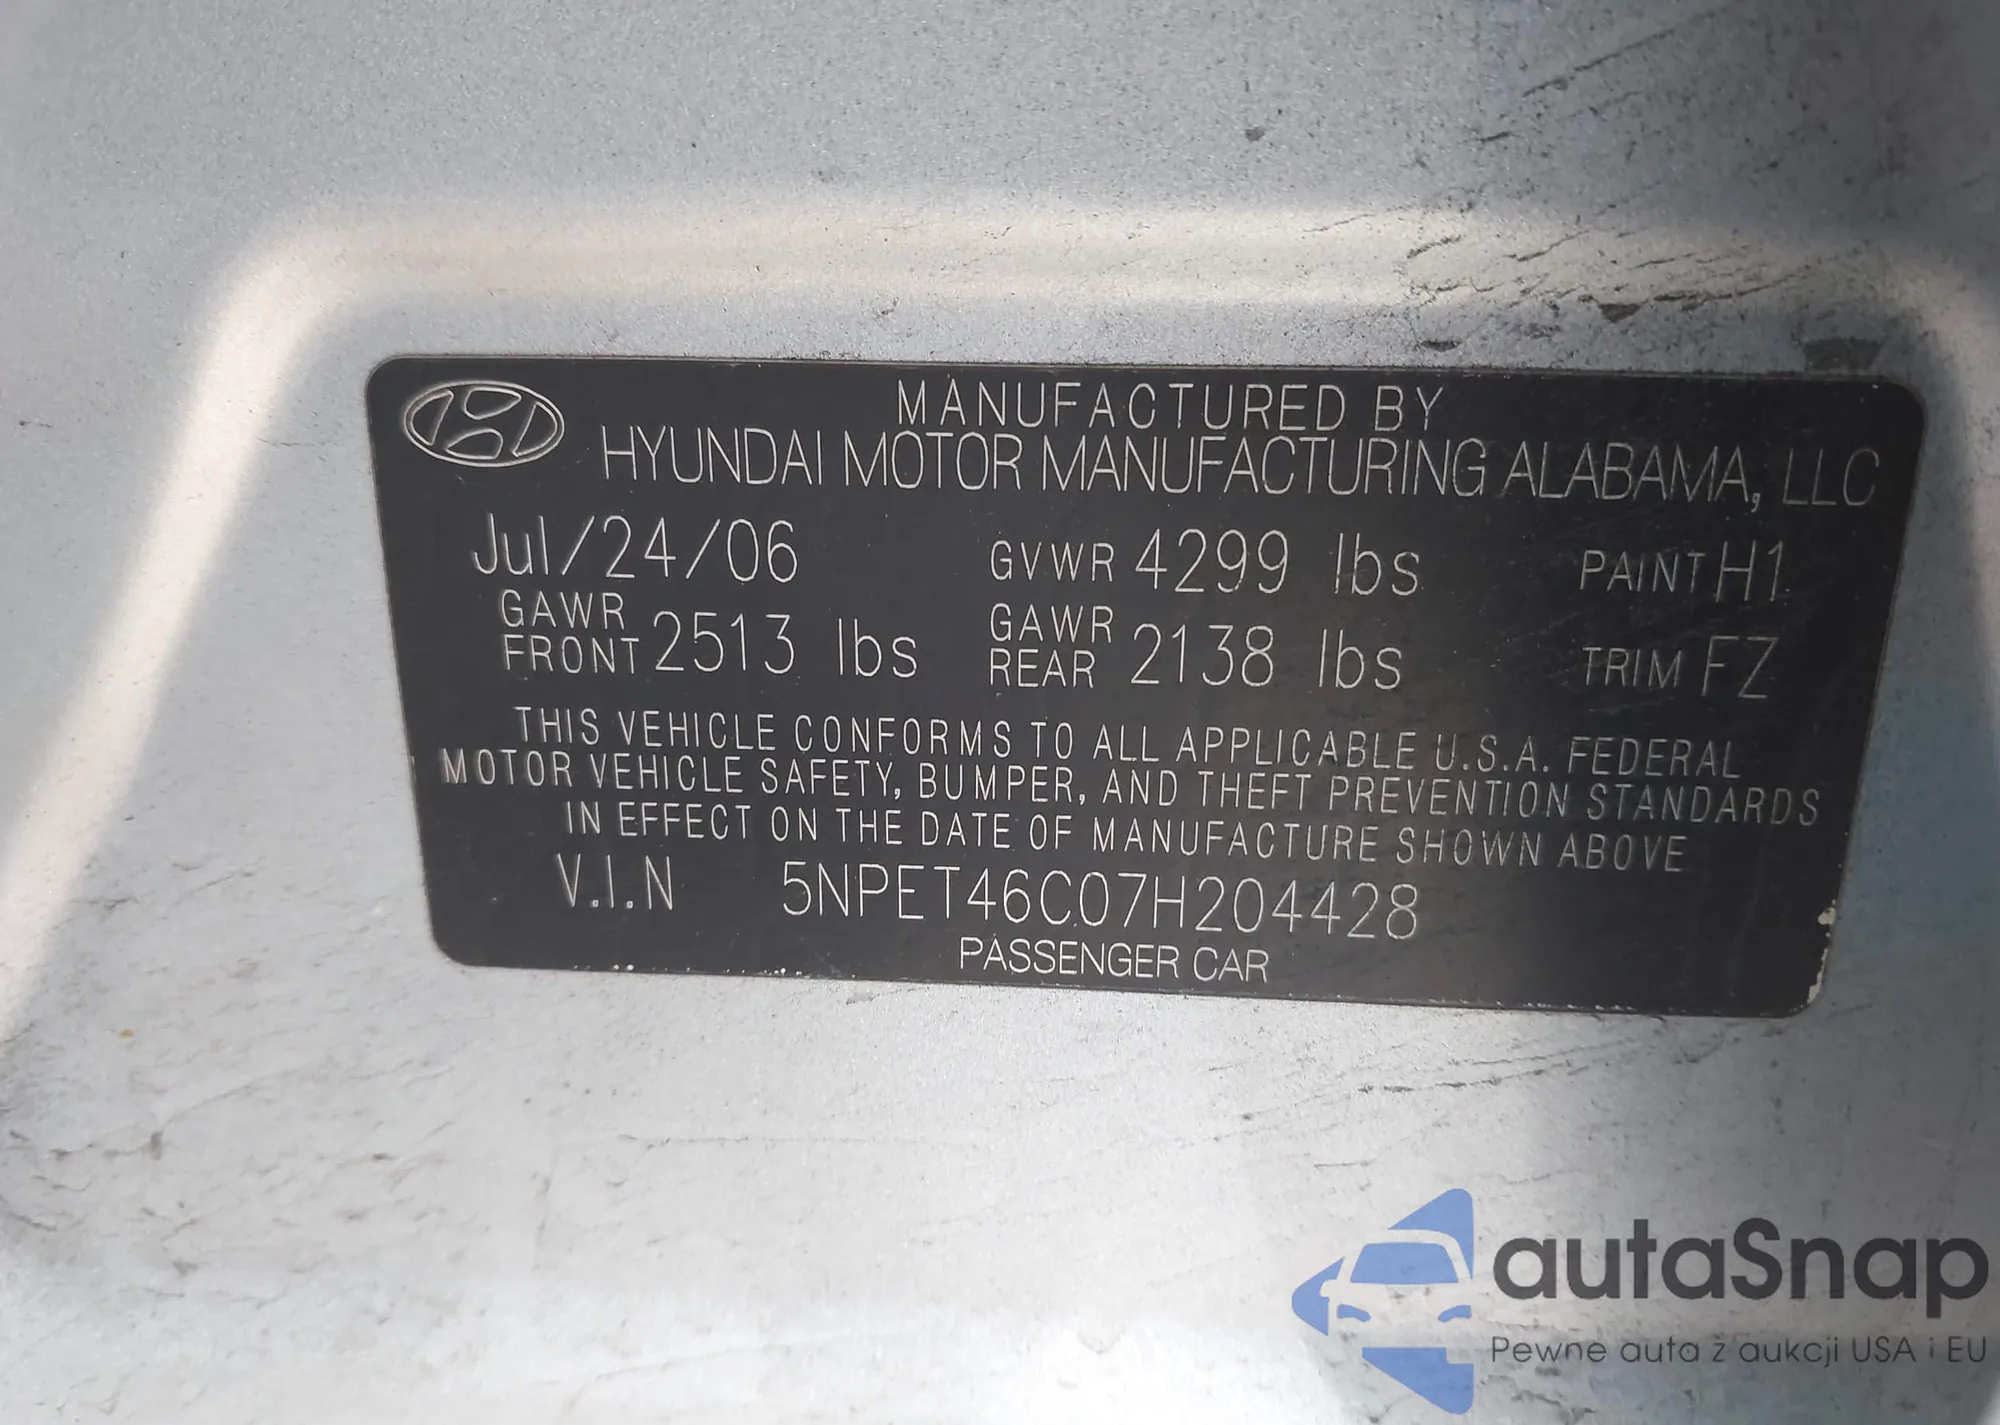 MANUFACTURED BY
HYUNDAI MOTOR MANUFACTURING ALABAMA, LLC
Jul/24/06 GVWR 4299 lbs PAINT H1
GAWR FRONT 2513 lbs GAWR REAR 2138 lbs TRIM FZ
THIS VEHICLE CONFORMS TO ALL APPLICABLE U.S.A. FEDERAL
MOTOR VEHICLE SAFETY, BUMPER, AND THEFT PREVENTION STANDARDS
IN EFFECT ON THE DATE OF MANUFACTURE SHOWN ABOVE
V.I.N 5NPET46C07H204428
PASSENGER CAR
autaSnap
Pewne auta z aukcji USA i EU